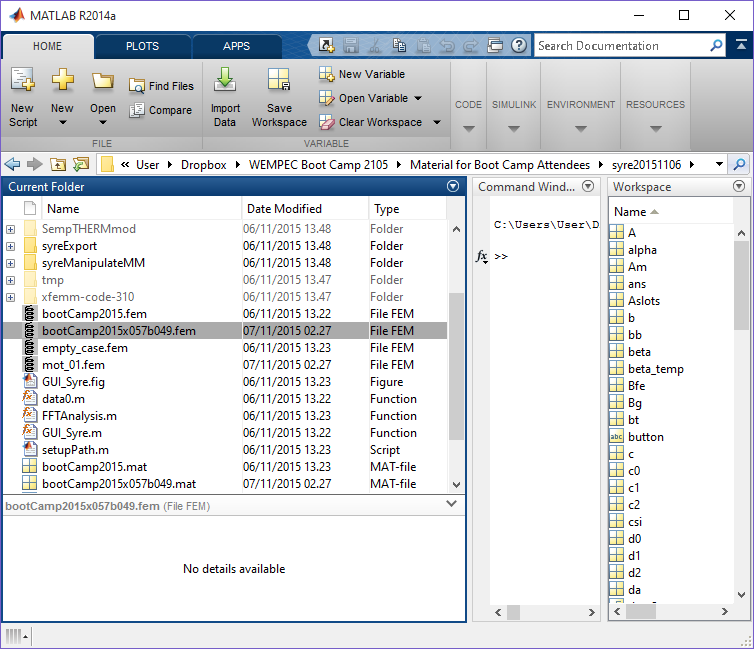 MATLAB R2014a
HOME PLOTS APPS Search Documentation
New Script
New
Open
Find Files
Compare
Import Data
Save Workspace
New Variable
Open Variable
Clear Workspace
CODE SIMULINK ENVIRONMENT RESOURCES
FILE VARIABLE
« User Dropbox WEMPEC Boot Camp 2105 Material for Boot Camp Attendees syre20151106
Current Folder
Name Date Modified Type
SempTHERMmod 06/11/2015 13.48 Folder
syreExport 06/11/2015 13.48 Folder
syreManipulateMM 06/11/2015 13.48 Folder
tmp 06/11/2015 13.47 Folder
xfemm-code-310 06/11/2015 13.47 Folder
bootCamp2015.fem 06/11/2015 13.22 File FEM
bootCamp2015x057b049.fem 07/11/2015 02.27 File FEM
empty_case.fem 06/11/2015 13.23 File FEM
mot_01.fem 07/11/2015 02.27 File FEM
GUI_Syre.fig 06/11/2015 13.23 Figure
data0.m 06/11/2015 13.22 Function
FFTAnalysis.m 06/11/2015 13.23 Function
GUI_Syre.m 06/11/2015 13.22 Function
setupPath.m 06/11/2015 13.23 Script
bootCamp2015.mat 06/11/2015 13.23 MAT-file
bootCamp2015x057b049.mat 07/11/2015 02.27 MAT-file
bootCamp2015x057b049.fem (File FEM)
No details available
Command Wind...
C:\Users\User\D
fx >>
Workspace
Name
A
alpha
Am
ans
Aslots
b
bb
beta
beta_temp
Bfe
Bg
bt
abc button
c
c0
c1
c2
csi
d0
d1
d2
da